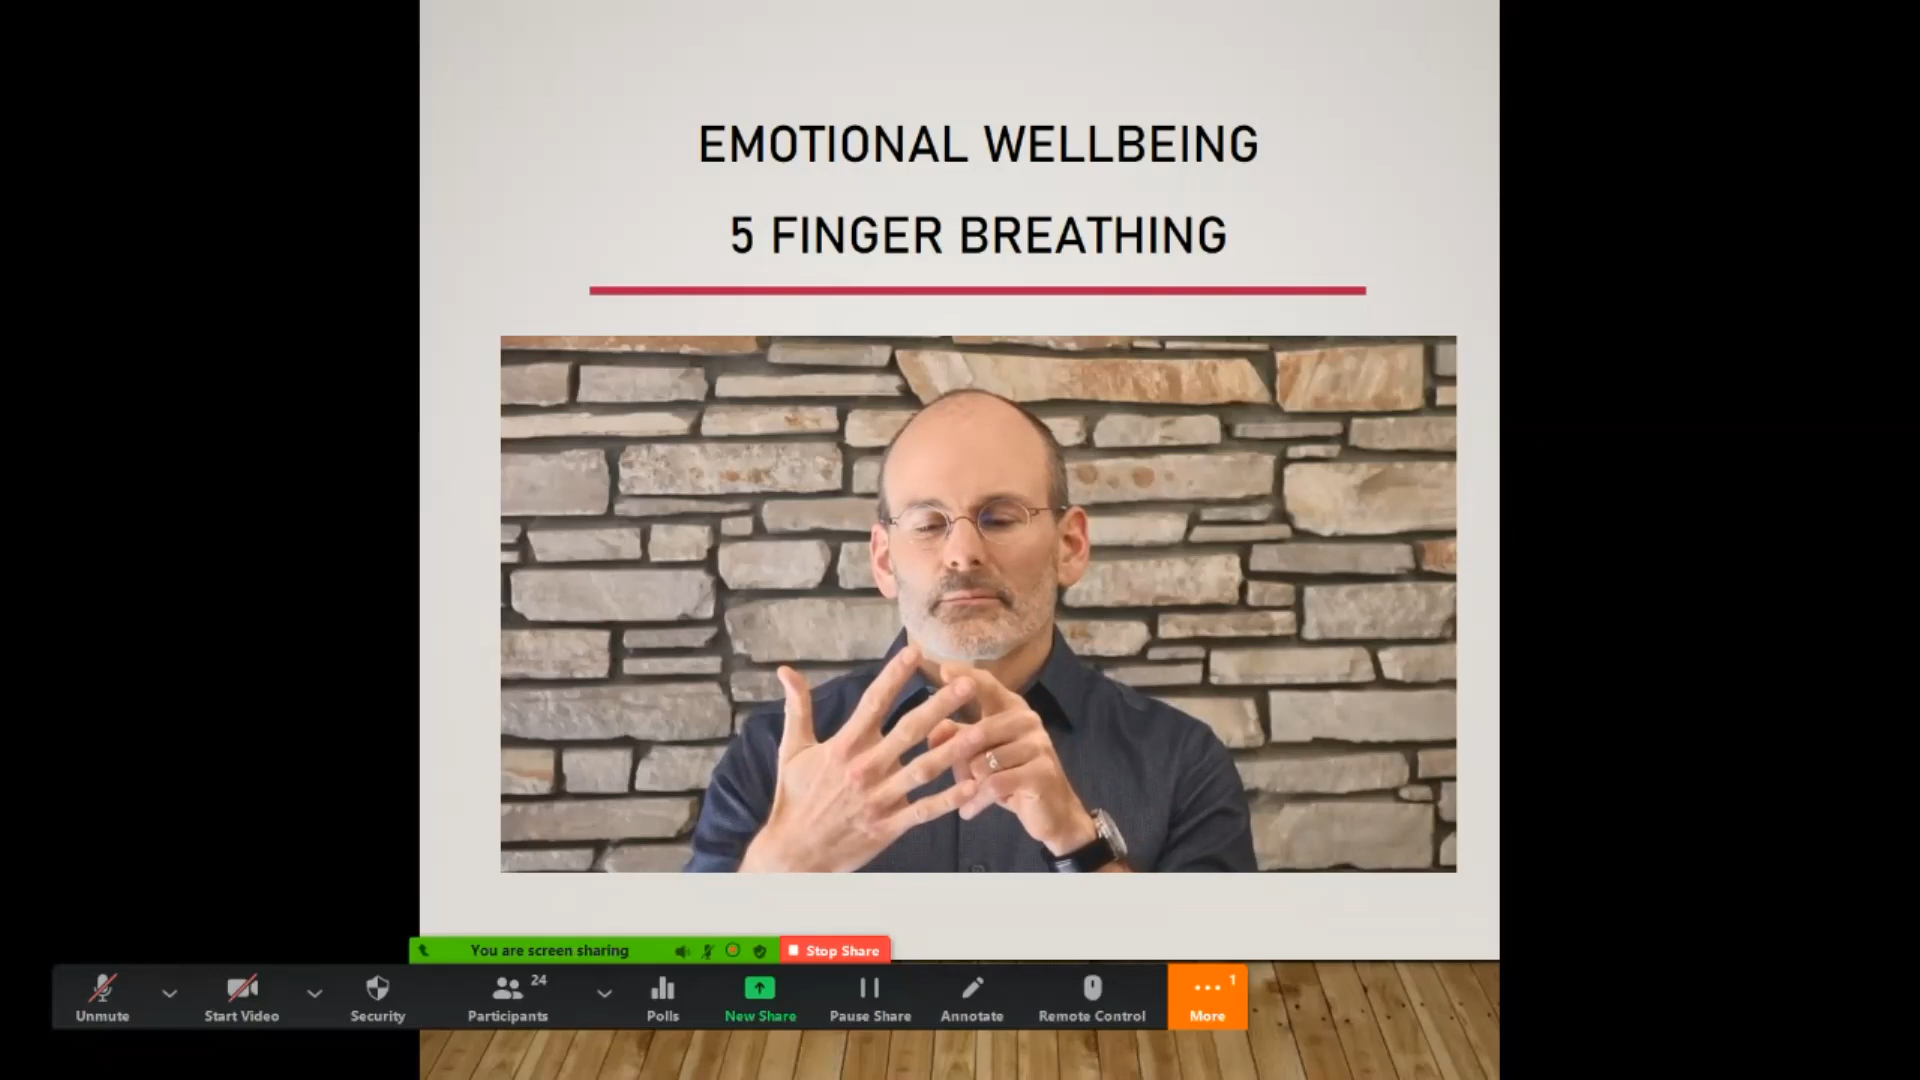 EMOTIONAL WELLBEING
5 FINGER BREATHING
You are screen sharing
Stop Share
Unmute
Start Video
Security
24
Participants
Polls
New Share
Pause Share
Annotate
Remote Control
1
More